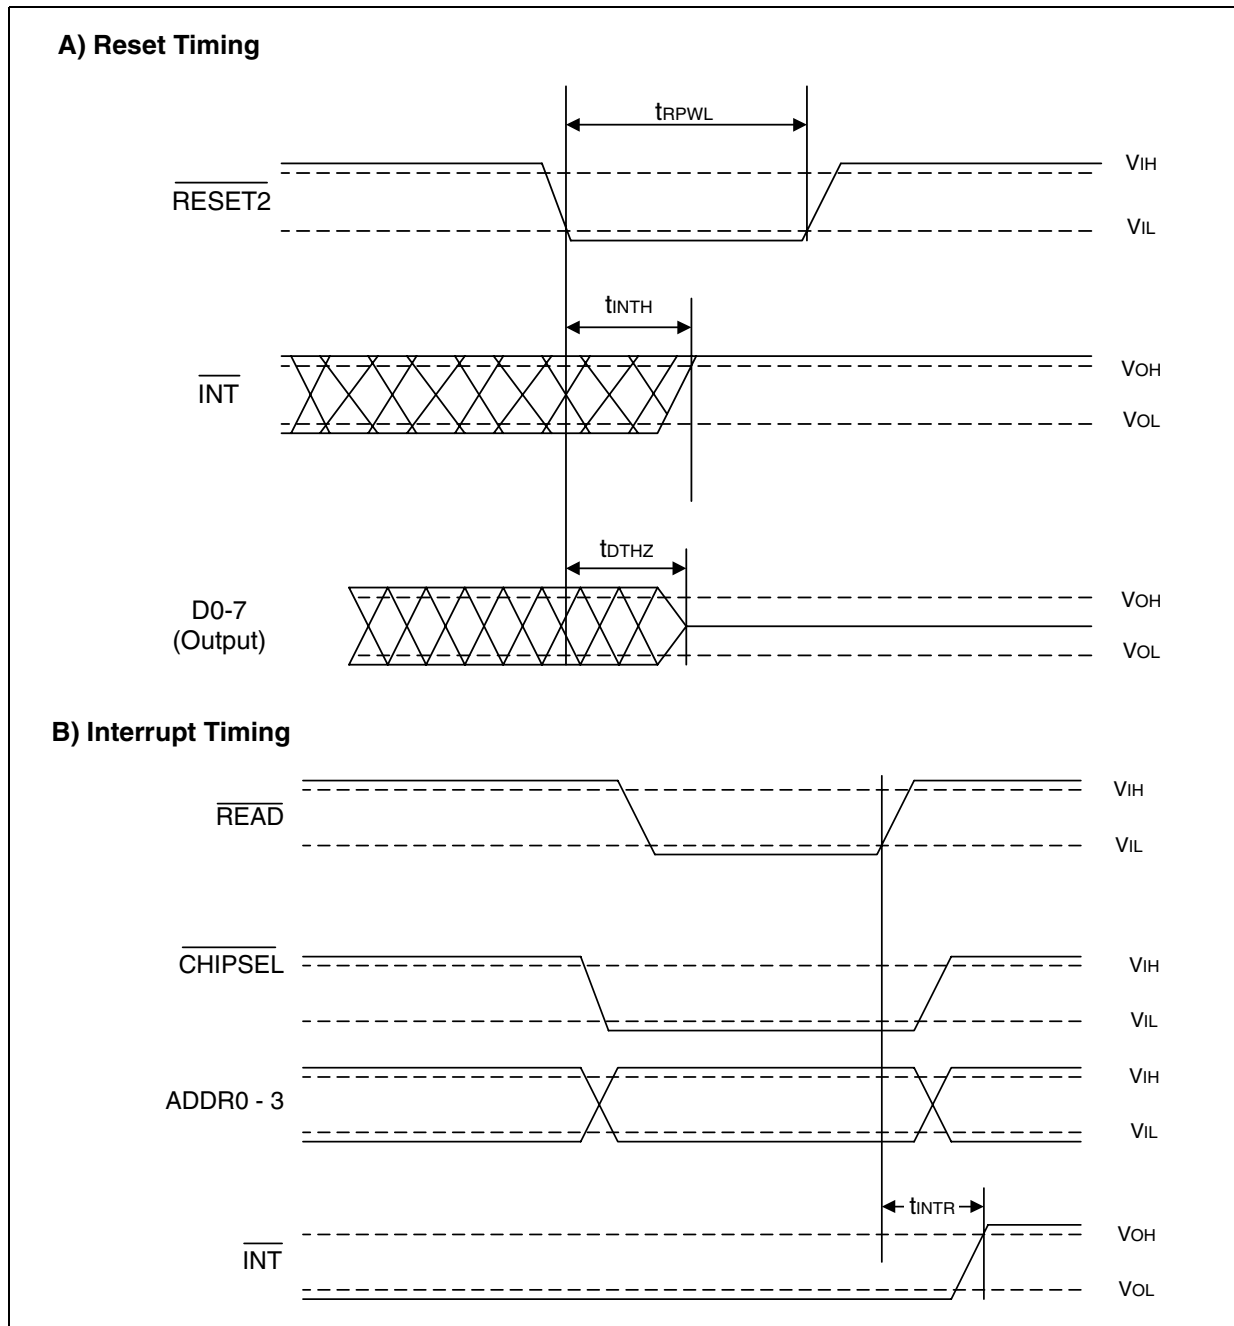 A) Reset Timing
tRPWL
RESET2
VIH
VIL
tINTH
INT
VOH
VOL
tDTHZ
D0-7
(Output)
VOH
VOL
B) Interrupt Timing
READ
VIH
VIL
CHIPSEL
VIH
VIL
ADDR0 - 3
VIH
VIL
tINTR
INT
VOH
VOL